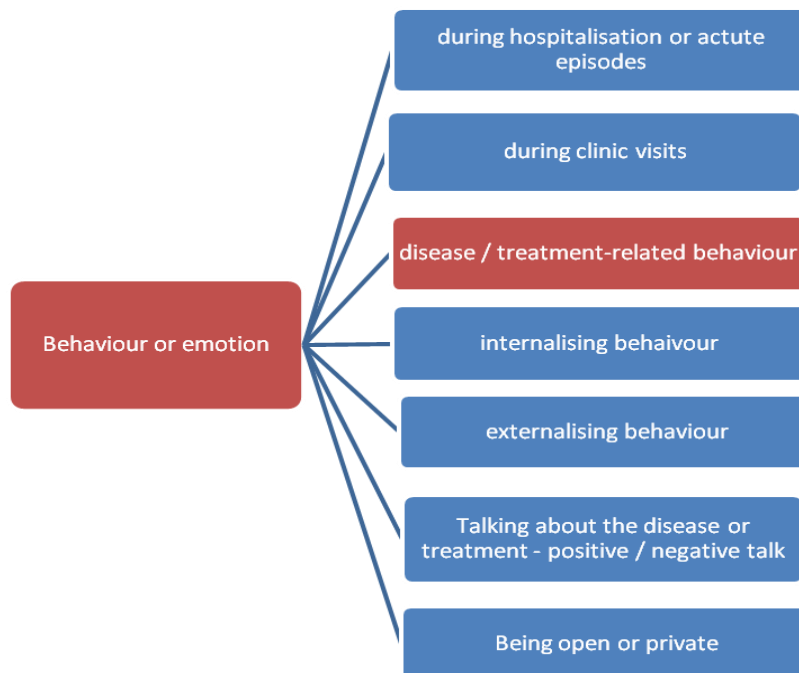 during hospitalisation or actute
episodes
during clinic visits
disease / treatment-related behaviour
Behaviour or emotion
internalising behaivour
externalising behaviour
Talking about the disease or
treatment - positive / negative talk
Being open or private